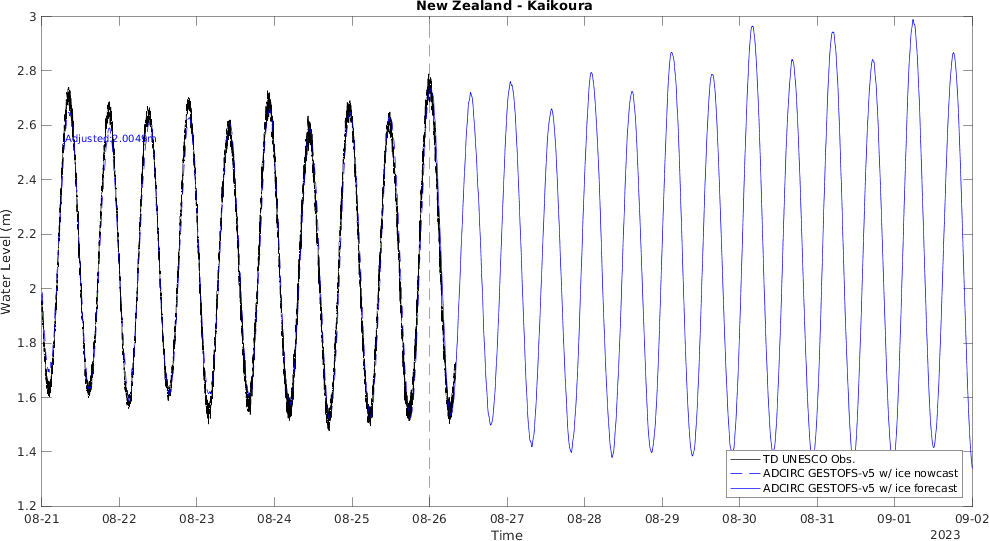 New Zealand - Kaikoura
3
2.8
2.6
2.4
2.2
2
1.8
1.6
1.4
1.2
Water Level (m)
Adjusted:2.0049m
TD UNESCO Obs.
ADCIRC GESTOFS-v5 w/ ice nowcast
ADCIRC GESTOFS-v5 w/ ice forecast
08-21 08-22 08-23 08-24 08-25 08-26 08-27 08-28 08-29 08-30 08-31 09-01 09-02
Time
2023